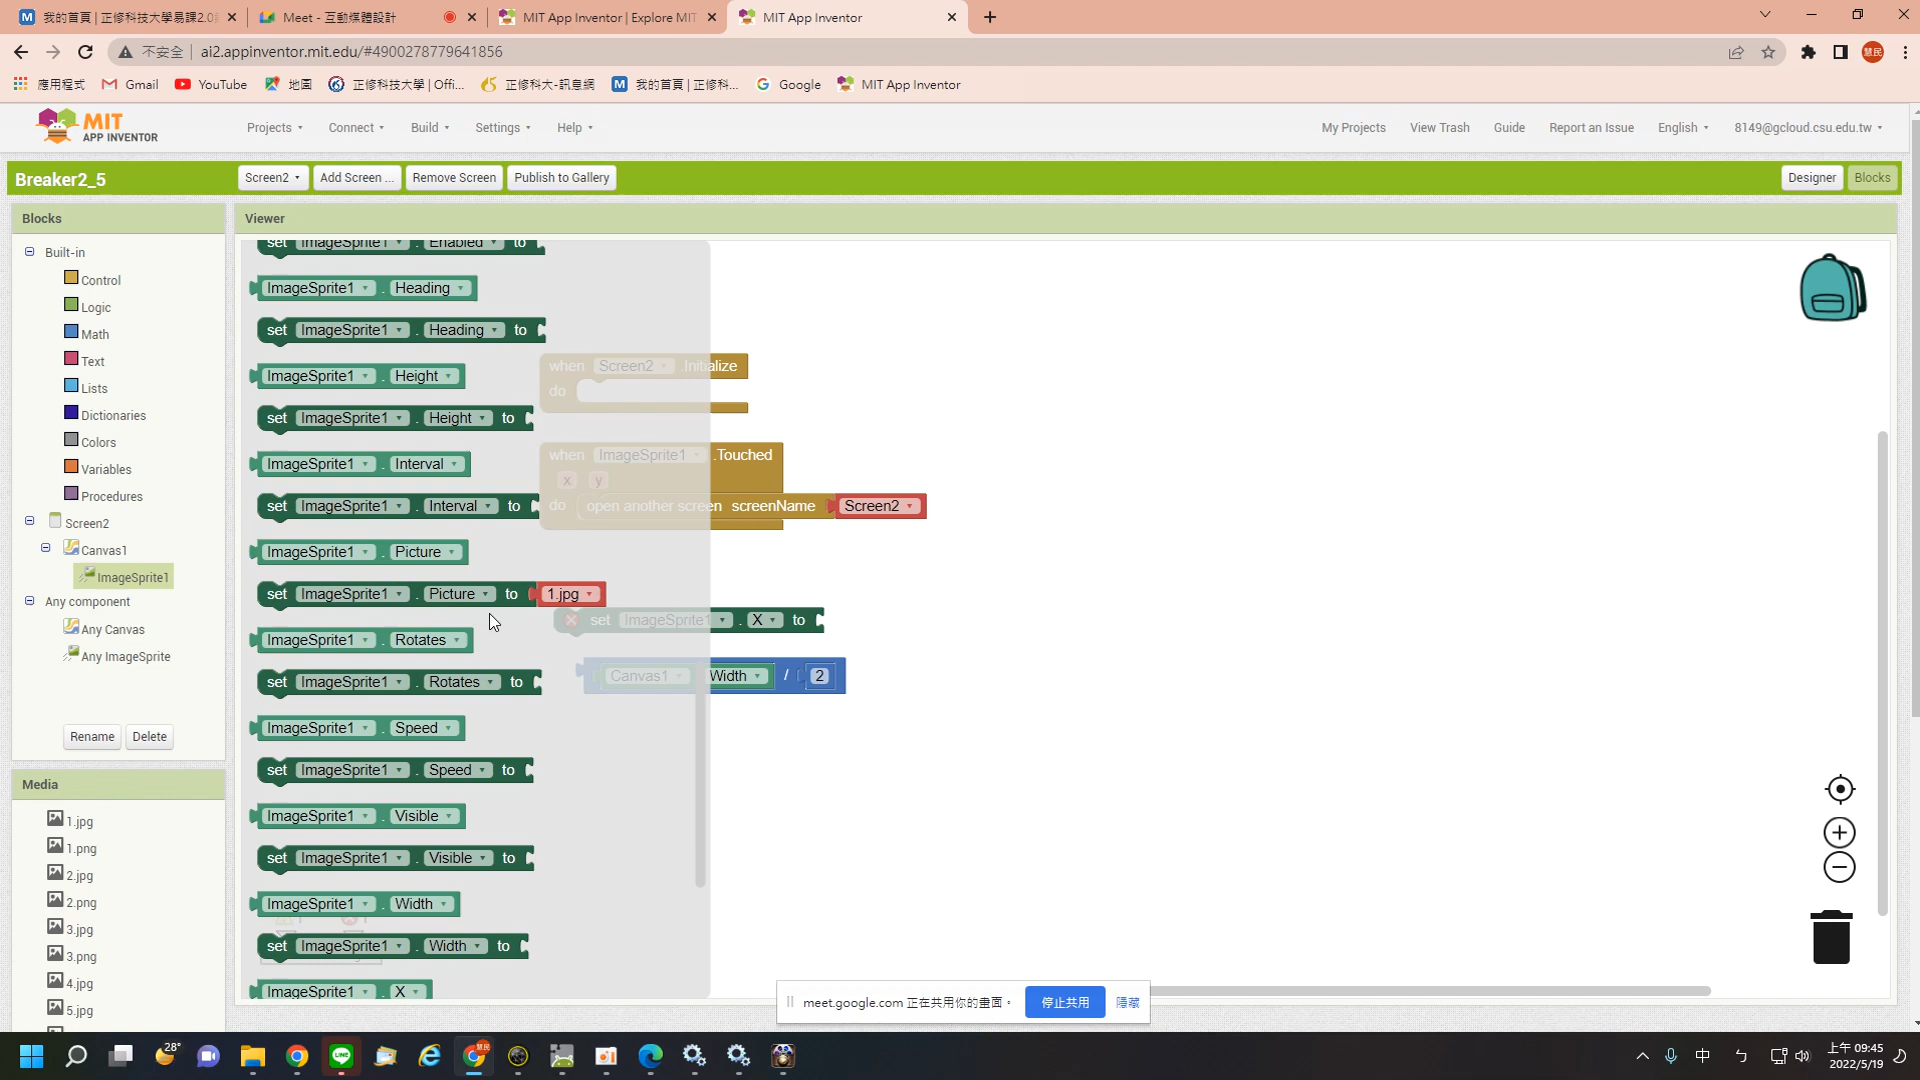 我的首頁 | 正修科技大學易課2.0
Meet - 互動媒體設計
MIT App Inventor | Explore MIT
MIT App Inventor
不安全
ai2.appinventor.mit.edu/#4900278779641856
慧民
應用程式
Gmail
YouTube
地圖
正修科技大學 | Offi...
正修科大-訊息網
我的首頁 | 正修科...
Google
MIT App Inventor
MIT
APP INVENTOR
Projects
Connect
Build
Settings
Help
My Projects
View Trash
Guide
Report an Issue
English
8149@gcloud.csu.edu.tw
Breaker2_5
Screen2
Add Screen ...
Remove Screen
Publish to Gallery
Designer
Blocks
Blocks
Viewer
Built-in
Control
Logic
Math
Text
Lists
Dictionaries
Colors
Variables
Procedures
Screen2
Canvas1
ImageSprite1
Any component
Any Canvas
Any ImageSprite
Rename
Delete
Media
1.jpg
1.png
2.jpg
2.png
3.jpg
3.png
4.jpg
5.jpg
set ImageSprite1 . Enabled to
ImageSprite1 . Heading
set ImageSprite1 . Heading to
ImageSprite1 . Height
set ImageSprite1 . Height to
ImageSprite1 . Interval
set ImageSprite1 . Interval to
ImageSprite1 . Picture
set ImageSprite1 . Picture to 1.jpg
ImageSprite1 . Rotates
set ImageSprite1 . Rotates to
ImageSprite1 . Speed
set ImageSprite1 . Speed to
ImageSprite1 . Visible
set ImageSprite1 . Visible to
ImageSprite1 . Width
set ImageSprite1 . Width to
ImageSprite1 . X
when Screen2 Initialize
do
when ImageSprite1 .Touched
x y
do open another screen screenName Screen2
set ImageSprite1 . X to
Canvas1 Width / 2
meet.google.com 正在共用你的畫面。
停止共用
隱藏
28°
慧民
中
上午 09:45
2022/5/19